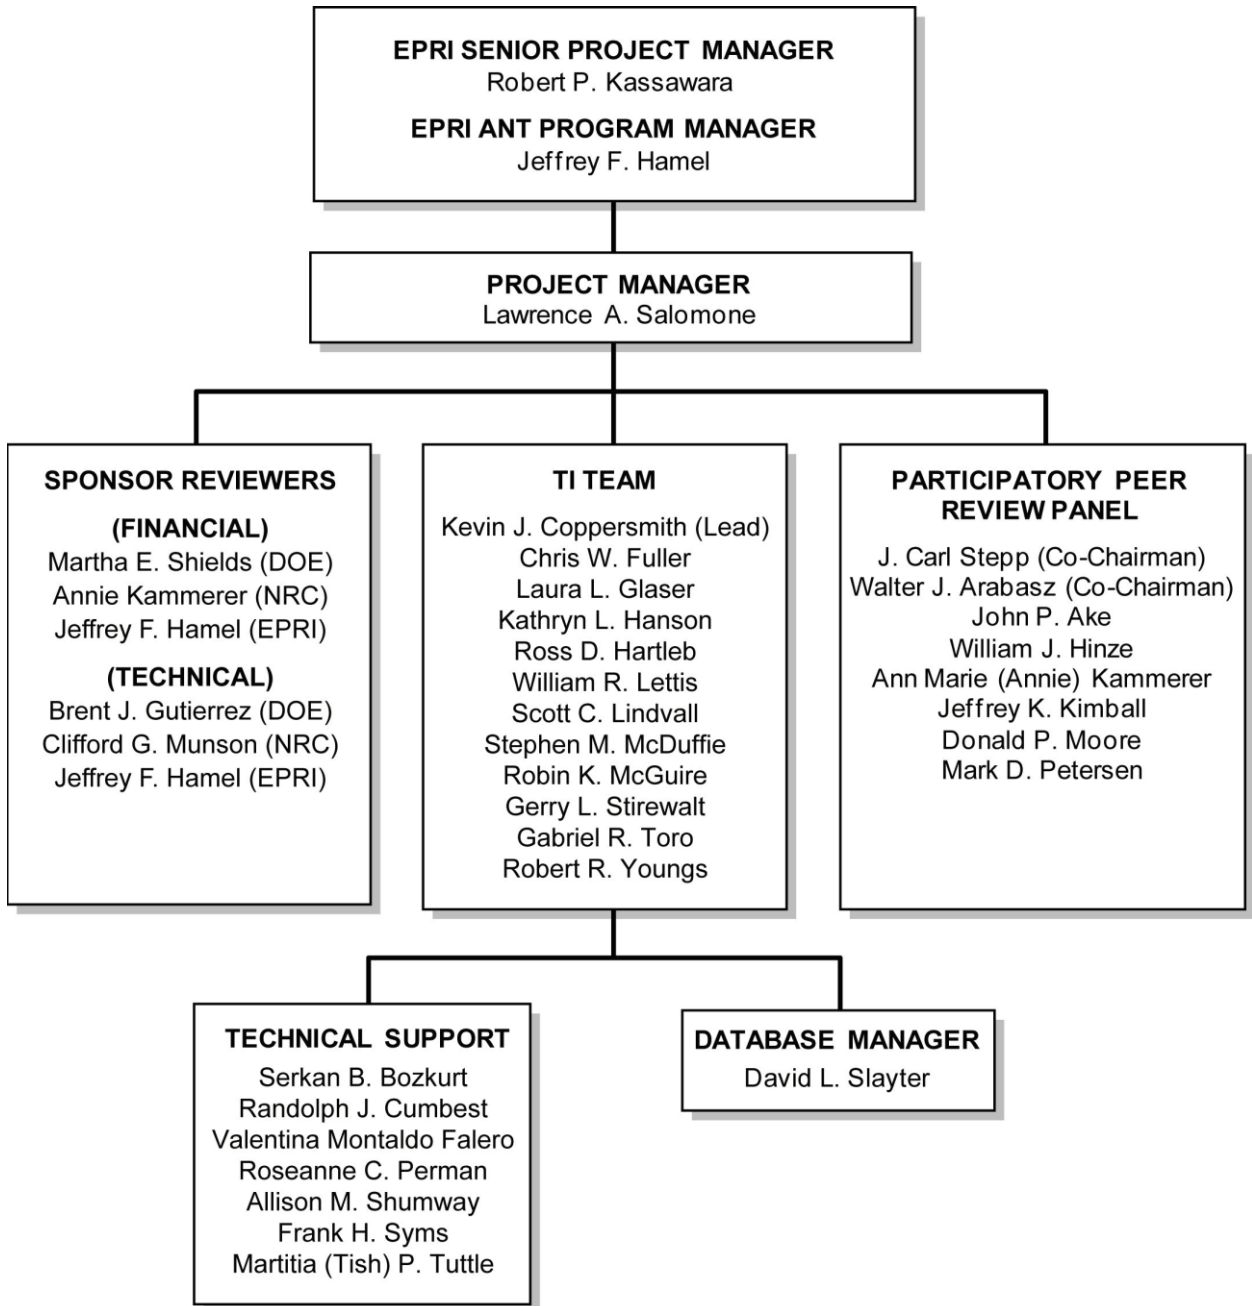 EPRI SENIOR PROJECT MANAGER
Robert P. Kassawara
EPRI ANT PROGRAM MANAGER
Jeffrey F. Hamel
PROJECT MANAGER
Lawrence A. Salomone
SPONSOR REVIEWERS
(FINANCIAL)
Martha E. Shields (DOE)
Annie Kammerer (NRC)
Jeffrey F. Hamel (EPRI)
(TECHNICAL)
Brent J. Gutierrez (DOE)
Clifford G. Munson (NRC)
Jeffrey F. Hamel (EPRI)
TI TEAM
Kevin J. Coppersmith (Lead)
Chris W. Fuller
Laura L. Glaser
Kathryn L. Hanson
Ross D. Hartleb
William R. Lettis
Scott C. Lindvall
Stephen M. McDuffie
Robin K. McGuire
Gerry L. Stirewalt
Gabriel R. Toro
Robert R. Youngs
PARTICIPATORY PEER
REVIEW PANEL
J. Carl Stepp (Co-Chairman)
Walter J. Arabasz (Co-Chairman)
John P. Ake
William J. Hinze
Ann Marie (Annie) Kammerer
Jeffrey K. Kimball
Donald P. Moore
Mark D. Petersen
TECHNICAL SUPPORT
Serkan B. Bozkurt
Randolph J. Cumbest
Valentina Montaldo Falero
Roseanne C. Perman
Allison M. Shumway
Frank H. Syms
Martitia (Tish) P. Tuttle
DATABASE MANAGER
David L. Slayter